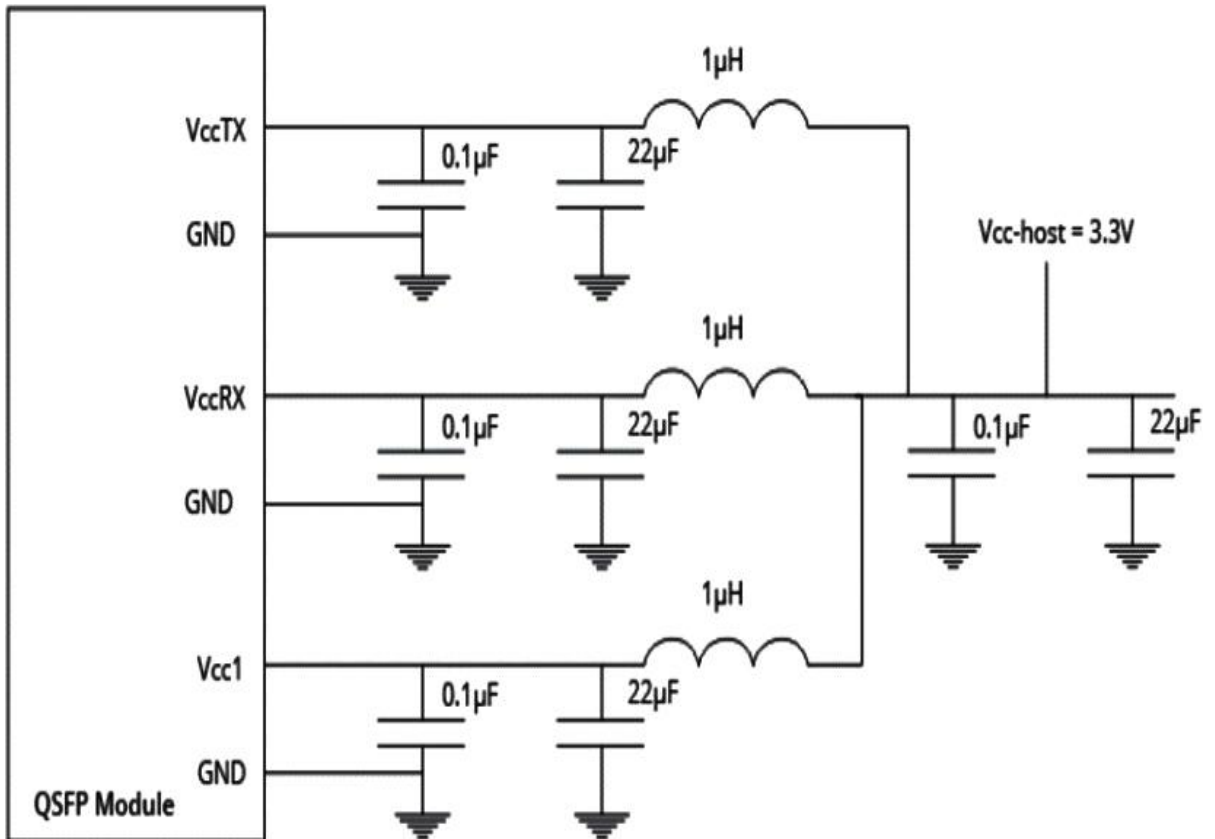 1μH
VccTX
0.1μF
22μF
GND
Vcc-host = 3.3V
1μH
VccRX
0.1μF
22μF
0.1μF
22μF
GND
1μH
Vcc1
0.1μF
22μF
GND
QSFP Module